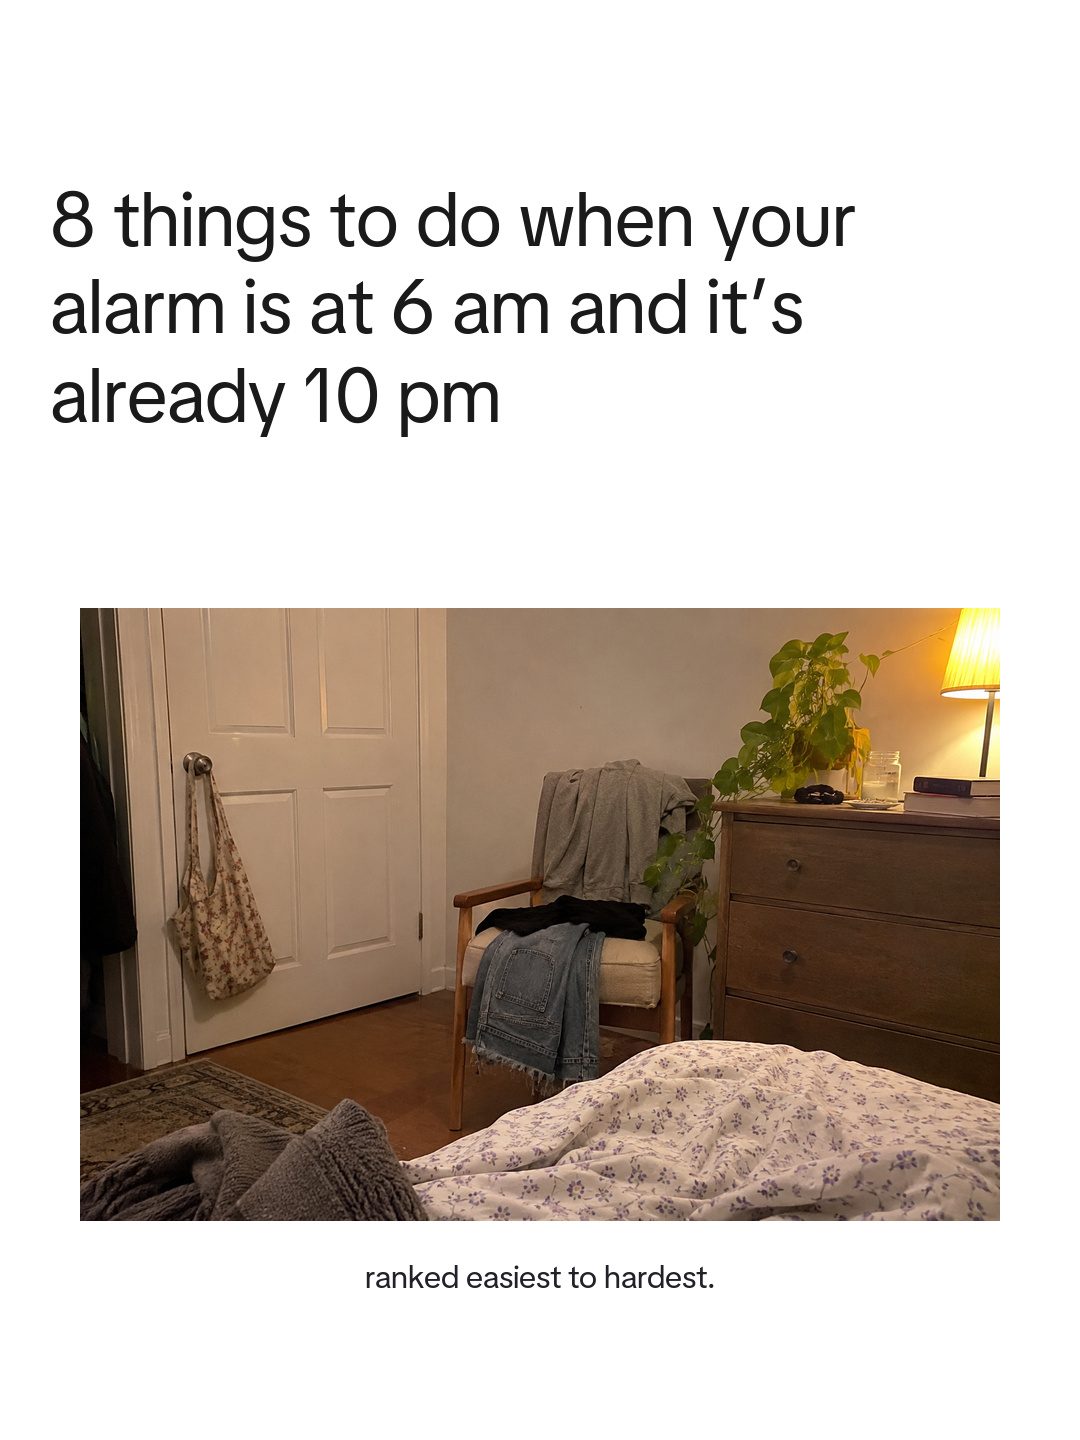 8 things to do when your
alarm is at 6 am and it’s
already 10 pm
ranked easiest to hardest.